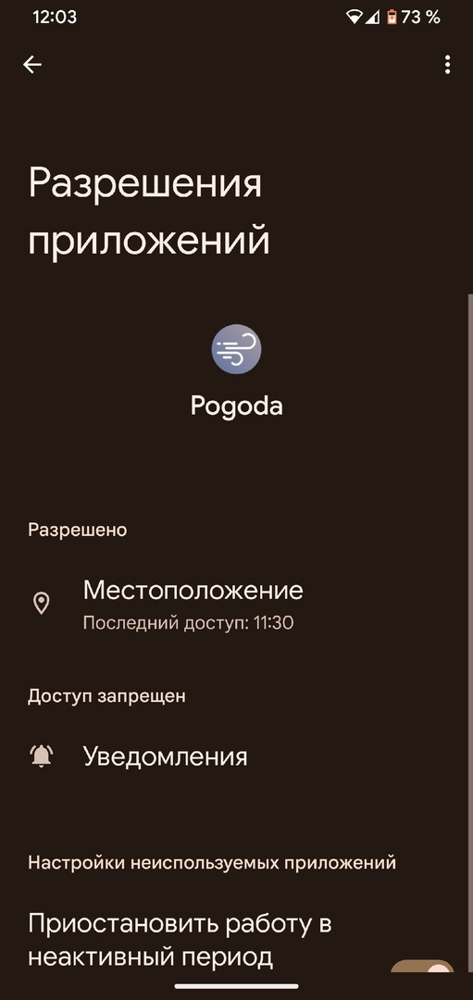 12:03
73 %
Разрешения
приложений
Pogoda
Разрешено
Местоположение
Последний доступ: 11:30
Доступ запрещен
Уведомления
Настройки неиспользуемых приложений
Приостановить работу в
неактивный период